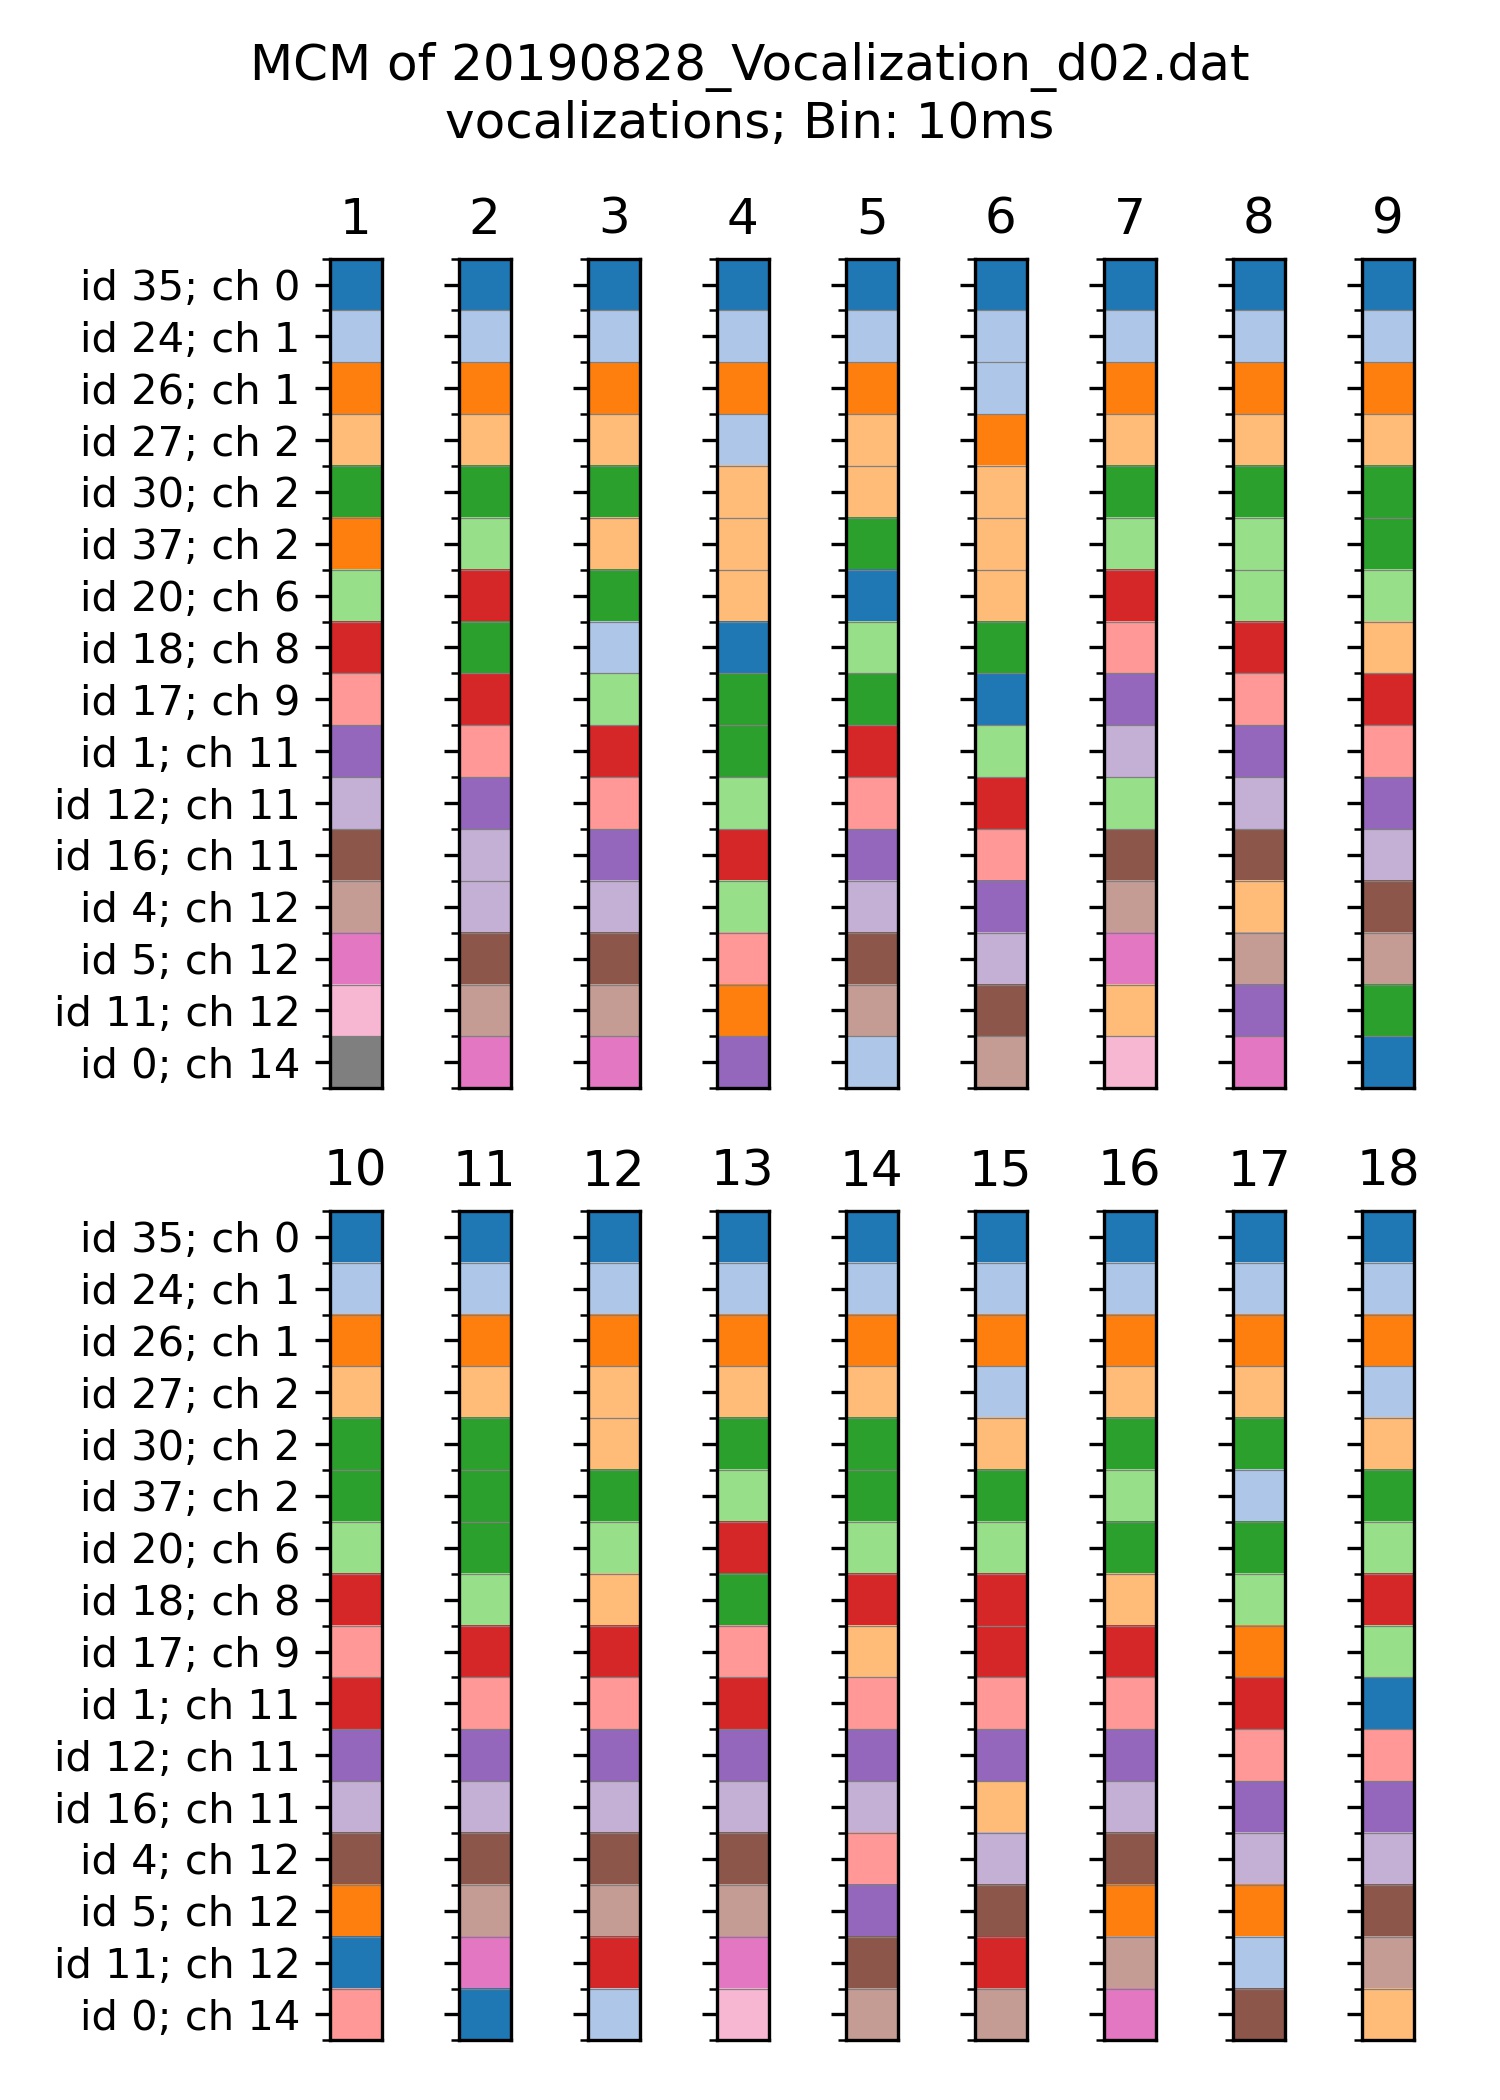 MCM of 20190828_Vocalization_d02.dat
vocalizations; Bin: 10ms
1 2 3 4 5 6 7 8 9
id 35; ch 0
id 24; ch 1
id 26; ch 1
id 27; ch 2
id 30; ch 2
id 37; ch 2
id 20; ch 6
id 18; ch 8
id 17; ch 9
id 1; ch 11
id 12; ch 11
id 16; ch 11
id 4; ch 12
id 5; ch 12
id 11; ch 12
id 0; ch 14
10 11 12 13 14 15 16 17 18
id 35; ch 0
id 24; ch 1
id 26; ch 1
id 27; ch 2
id 30; ch 2
id 37; ch 2
id 20; ch 6
id 18; ch 8
id 17; ch 9
id 1; ch 11
id 12; ch 11
id 16; ch 11
id 4; ch 12
id 5; ch 12
id 11; ch 12
id 0; ch 14